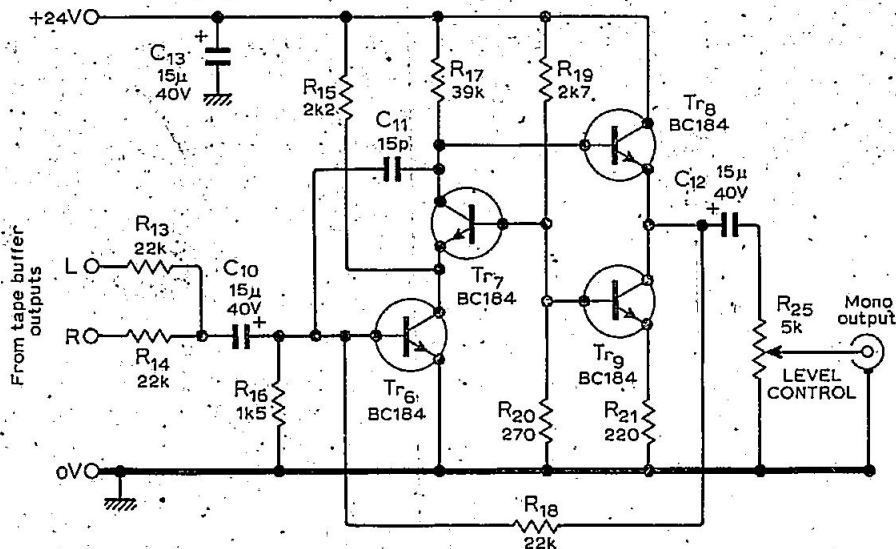 +24V
C13
15μ
40V
R15
2k2
R17
39k
R19
2k7
Tr8
BC184
C11
15p
C12
15μ
40V
From tape buffer
outputs
R13
22k
L
C10
15μ
40V
Tr7
BC184
R
R14
22k
R16
1k5
Tr6
BC184
Tr9
BC184
R25
5k
Mono
output
LEVEL
CONTROL
R20
270
R21
220
0V
R18
22k